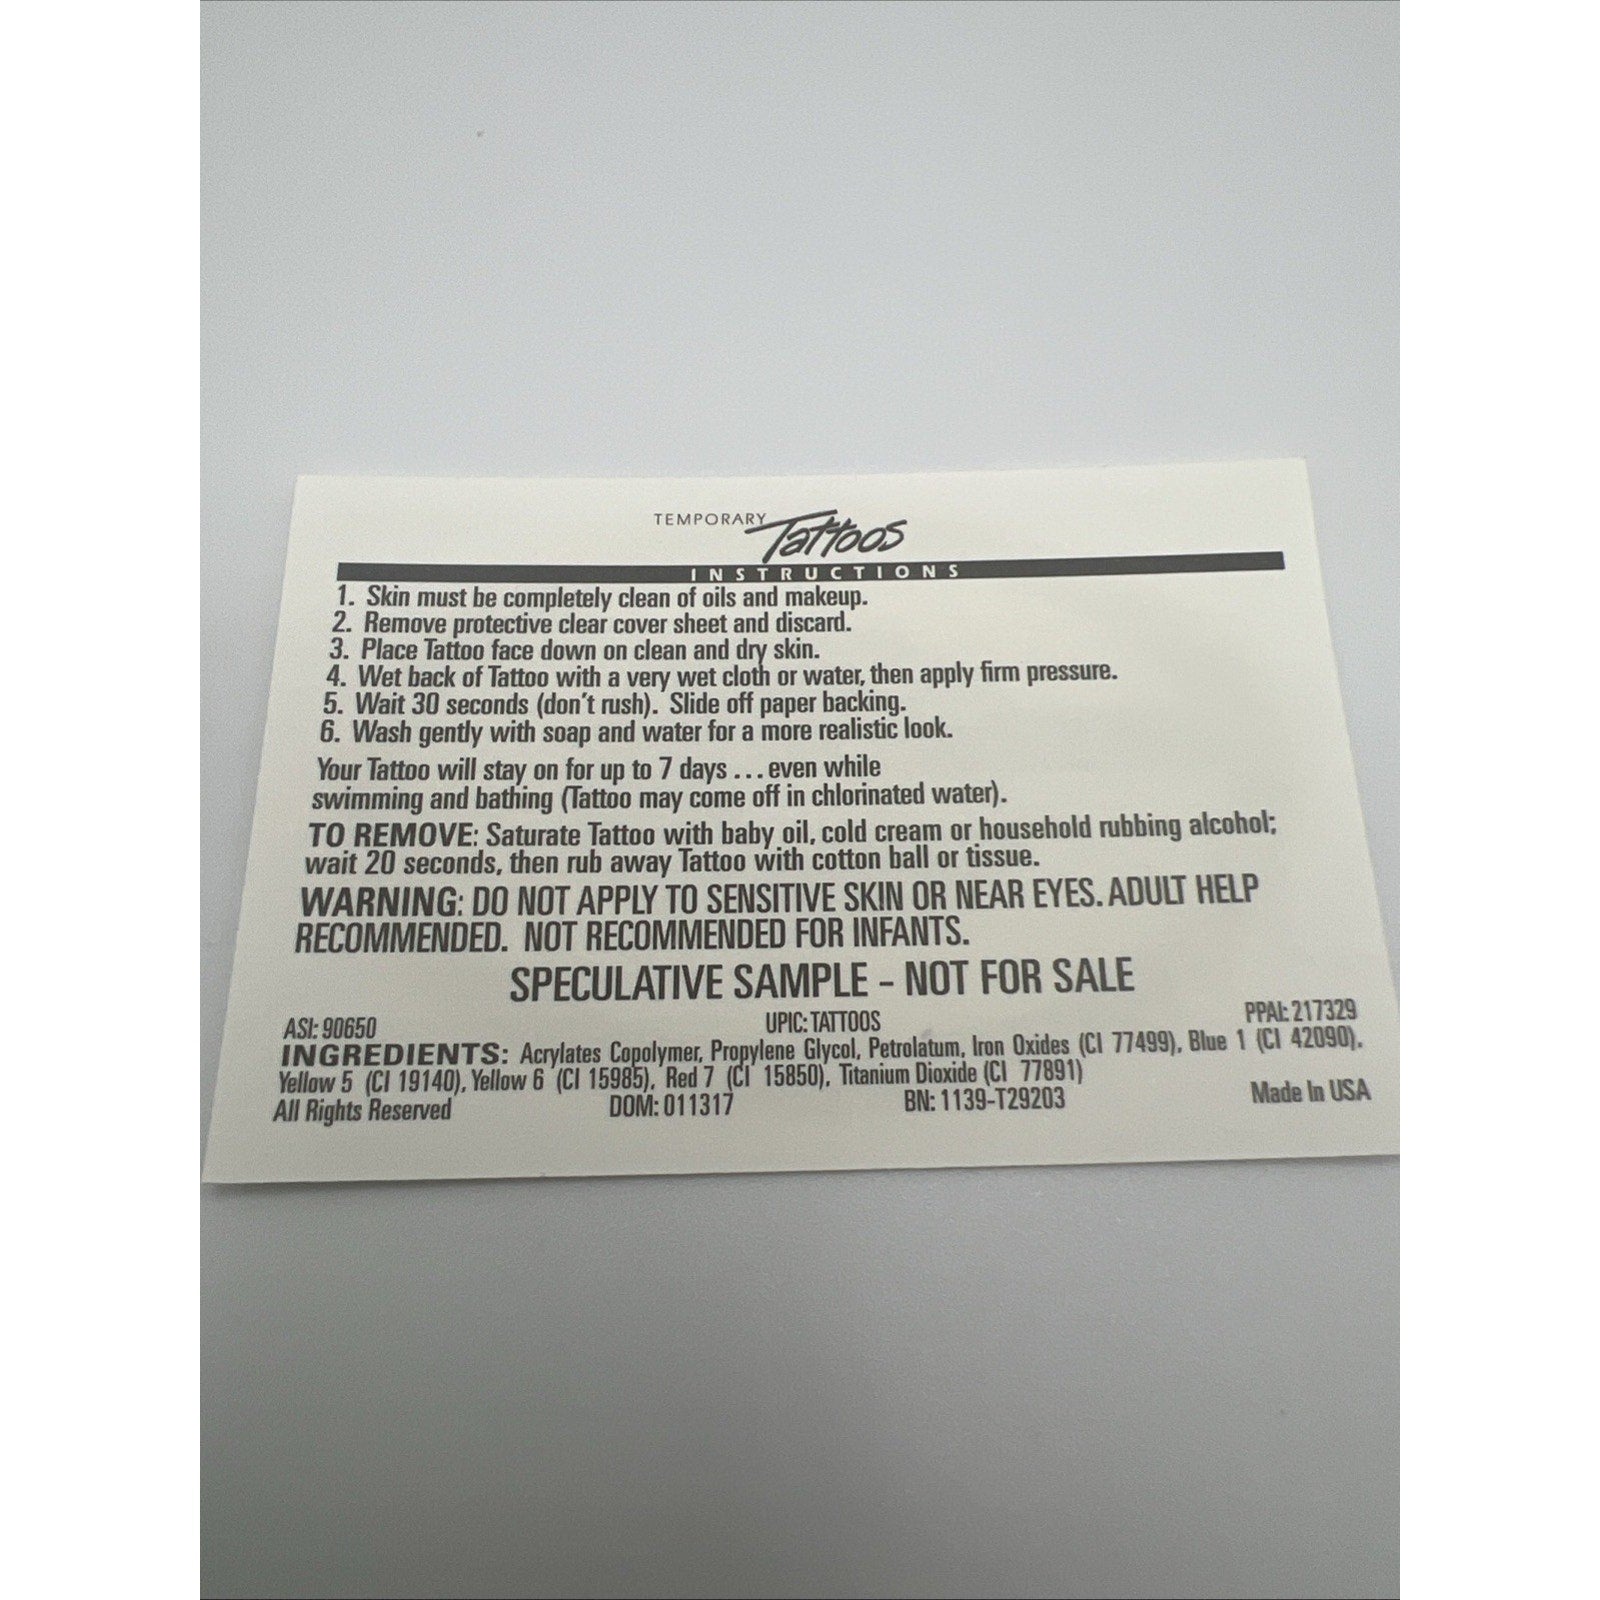 TEMPORARY Tattoos
INSTRUCTIONS
1. Skin must be completely clean of oils and makeup.
2. Remove protective clear cover sheet and discard.
3. Place Tattoo face down on clean and dry skin.
4. Wet back of Tattoo with a very wet cloth or water, then apply firm pressure.
5. Wait 30 seconds (don't rush). Slide off paper backing.
6. Wash gently with soap and water for a more realistic look.
Your Tattoo will stay on for up to 7 days . . . even while
swimming and bathing (Tattoo may come off in chlorinated water).
TO REMOVE: Saturate Tattoo with baby oil, cold cream or household rubbing alcohol;
wait 20 seconds, then rub away Tattoo with cotton ball or tissue.
WARNING: DO NOT APPLY TO SENSITIVE SKIN OR NEAR EYES. ADULT HELP
RECOMMENDED. NOT RECOMMENDED FOR INFANTS.
SPECULATIVE SAMPLE – NOT FOR SALE
ASI: 90650 UPIC: TATTOOS PPAI: 217329
INGREDIENTS: Acrylates Copolymer, Propylene Glycol, Petrolatum, Iron Oxides (CI 77499), Blue 1 (CI 42090),
Yellow 5 (CI 19140), Yellow 6 (CI 15985), Red 7 (CI 15850), Titanium Dioxide (CI 77891)
All Rights Reserved DOM: 011317 BN: 1139-T29203 Made In USA